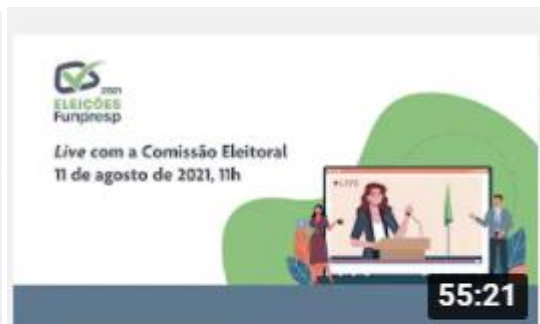 2021
ELEIÇÕES
Funpresp
Live com a Comissão Eleitoral
11 de agosto de 2021, 11h
LIVE
55:21